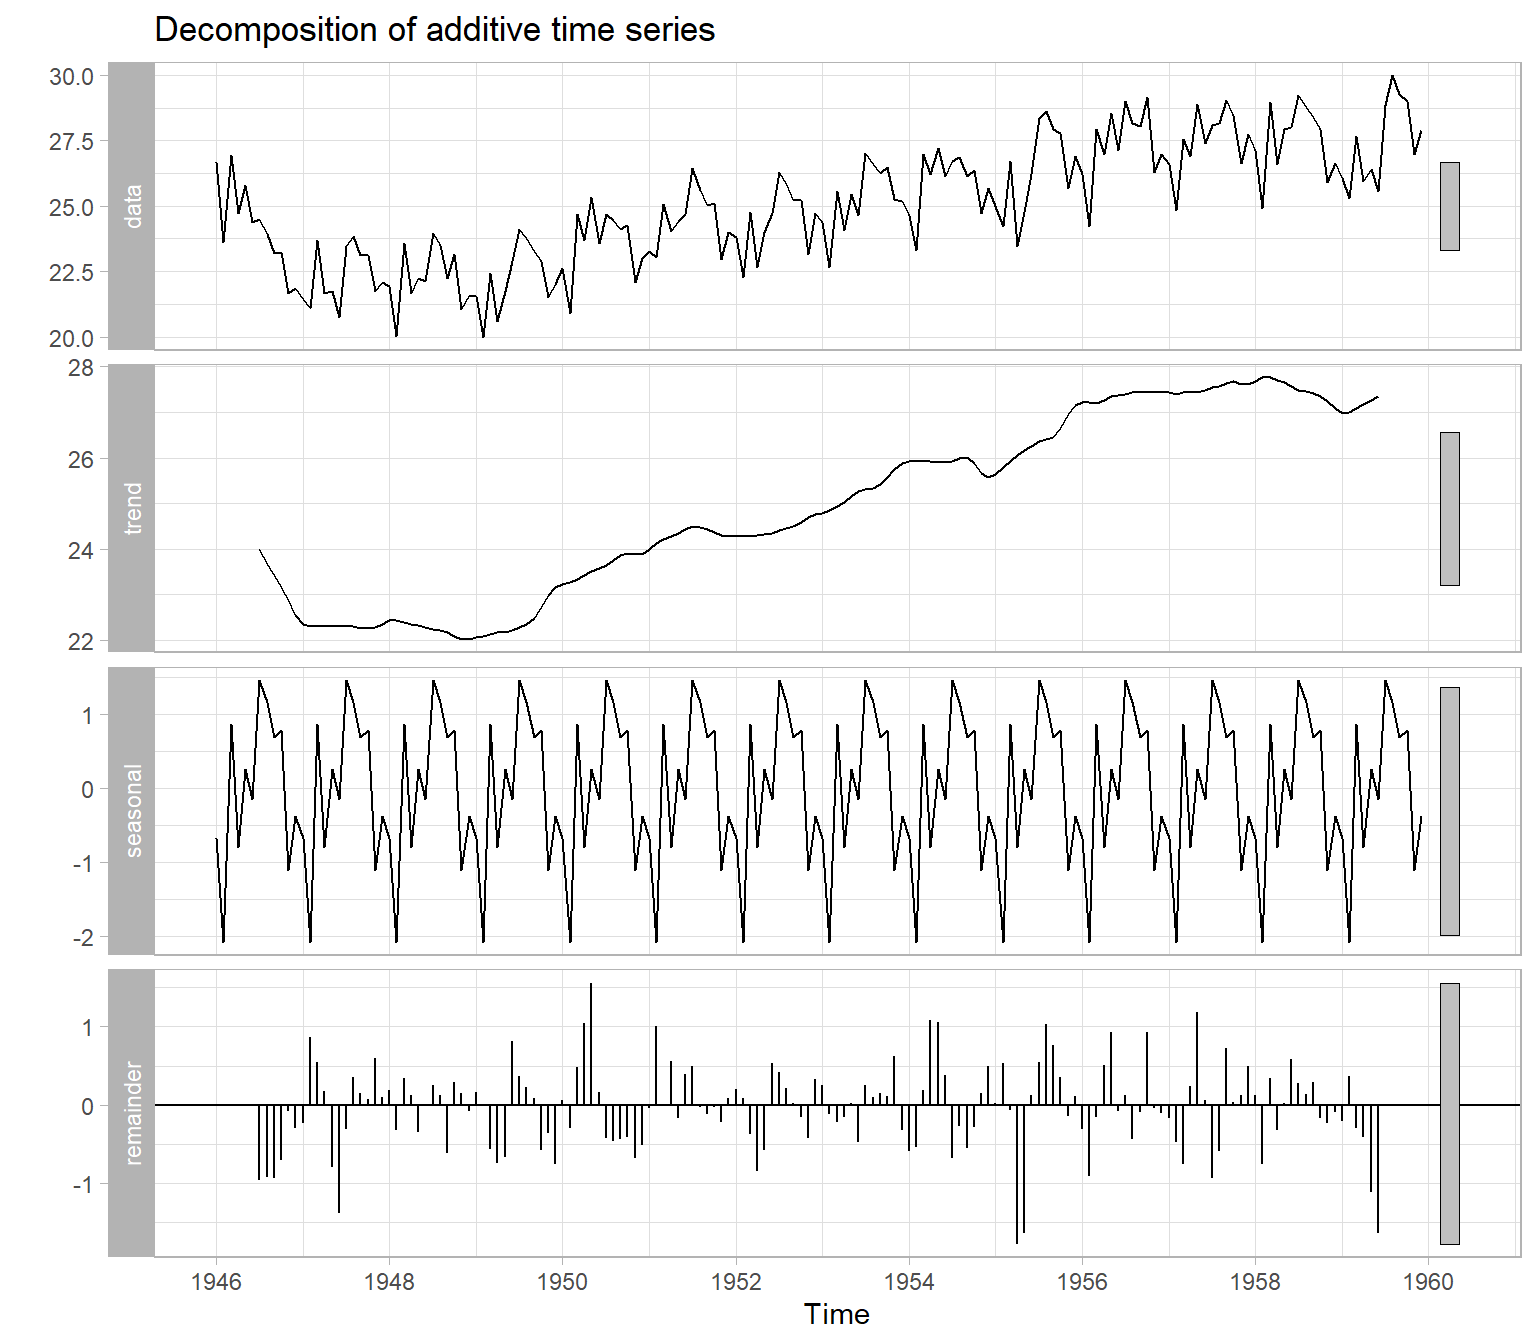 Decomposition of additive time series
data
30.0
27.5
25.0
22.5
20.0
trend
28
26
24
22
seasonal
1
0
-1
-2
remainder
1
0
-1
1946 1948 1950 1952 1954 1956 1958 1960
Time